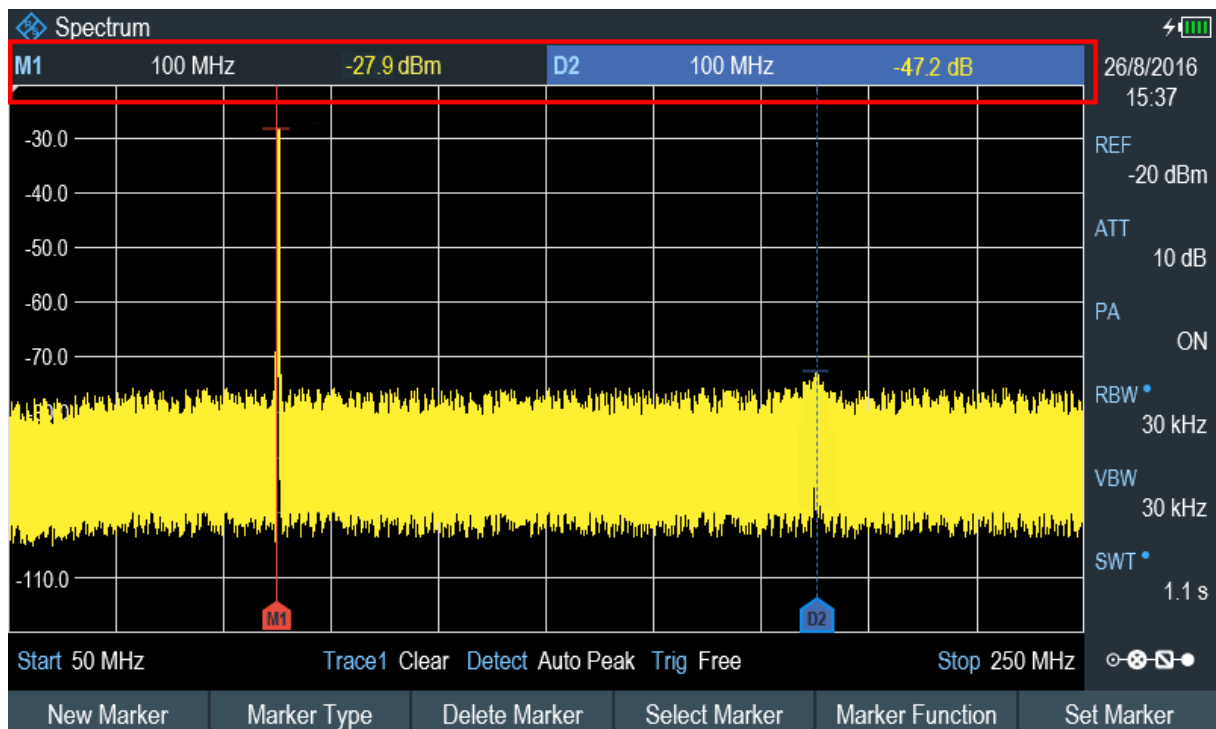 Spectrum
M1 100 MHz -27.9 dBm D2 100 MHz -47.2 dB
26/8/2016
15:37
-30.0
REF
-20 dBm
-40.0
ATT
-50.0
10 dB
-60.0
PA
ON
-70.0
RBW
30 kHz
VBW
30 kHz
SWT
-110.0
1.1 s
M1 D2
Start 50 MHz Trace1 Clear Detect Auto Peak Trig Free Stop 250 MHz
New Marker Marker Type Delete Marker Select Marker Marker Function Set Marker